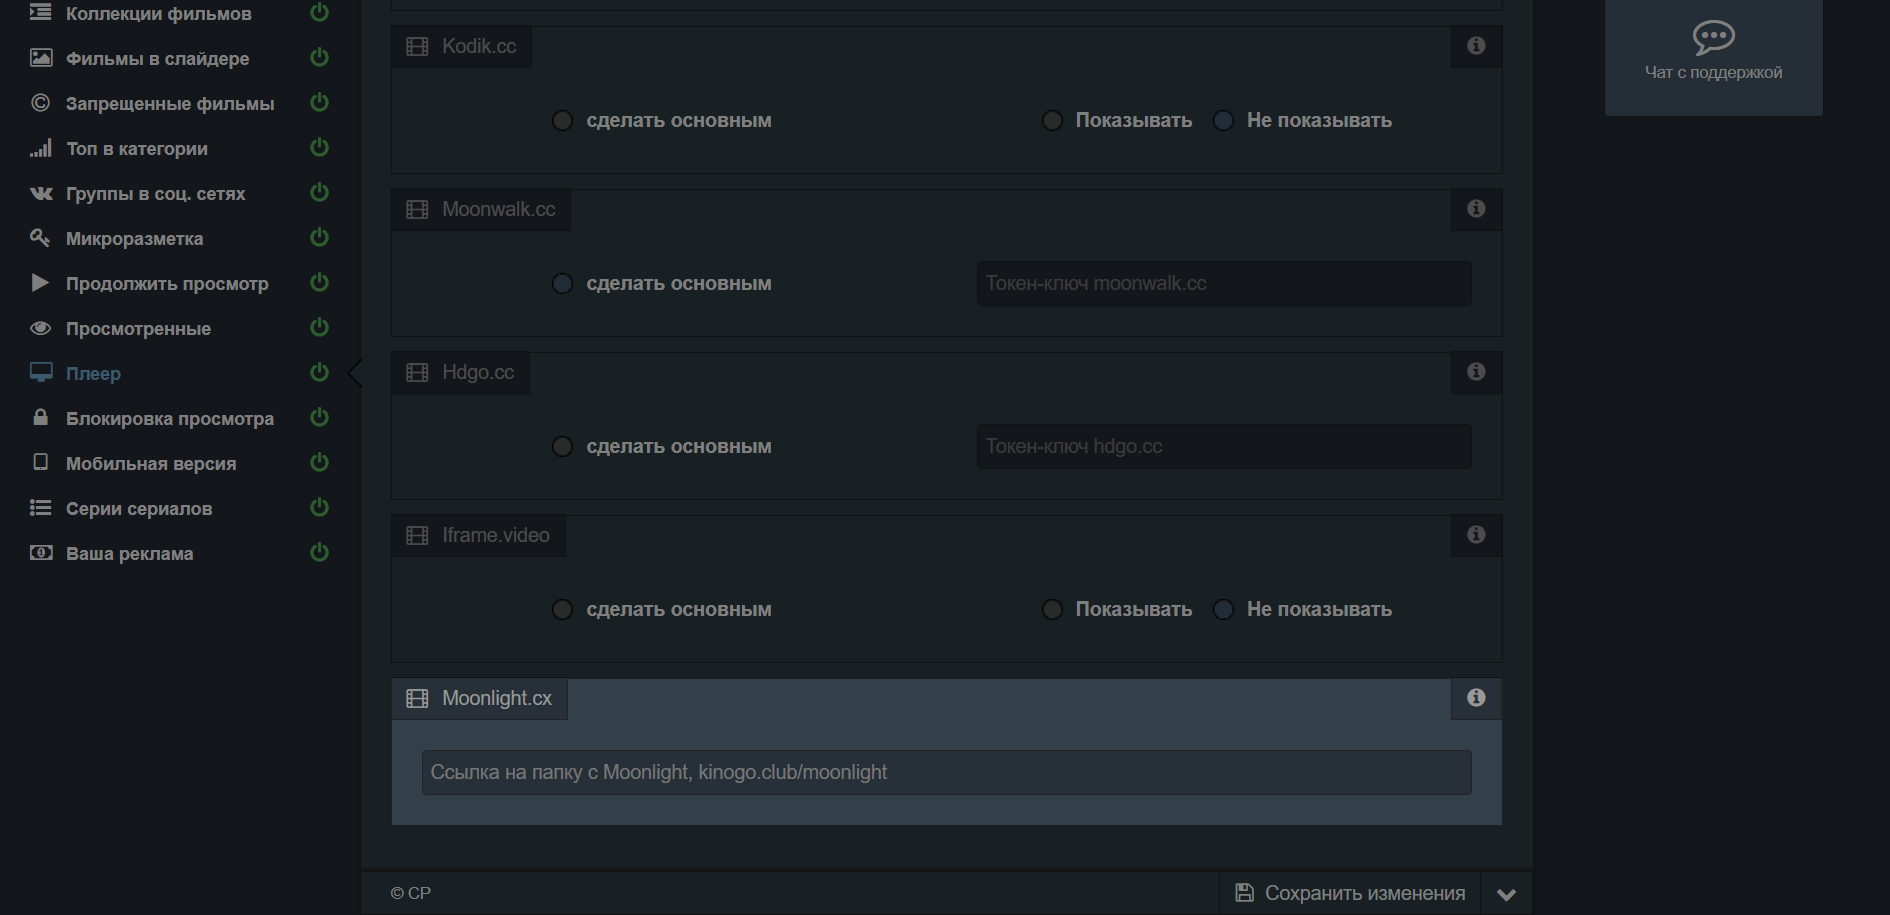 Коллекции фильмов
Фильмы в слайдере
Запрещенные фильмы
Топ в категории
Группы в соц. сетях
Микроразметка
Продолжить просмотр
Просмотренные
Плеер
Блокировка просмотра
Мобильная версия
Серии сериалов
Ваша реклама
Kodik.cc
сделать основным
Показывать
Не показывать
Moonwalk.cc
сделать основным
Токен-ключ moonwalk.cc
Hdgo.cc
сделать основным
Токен-ключ hdgo.cc
Iframe.video
сделать основным
Показывать
Не показывать
Moonlight.cx
Ссылка на папку с Moonlight, kinogo.club/moonlight
© CP
Сохранить изменения
Чат с поддержкой